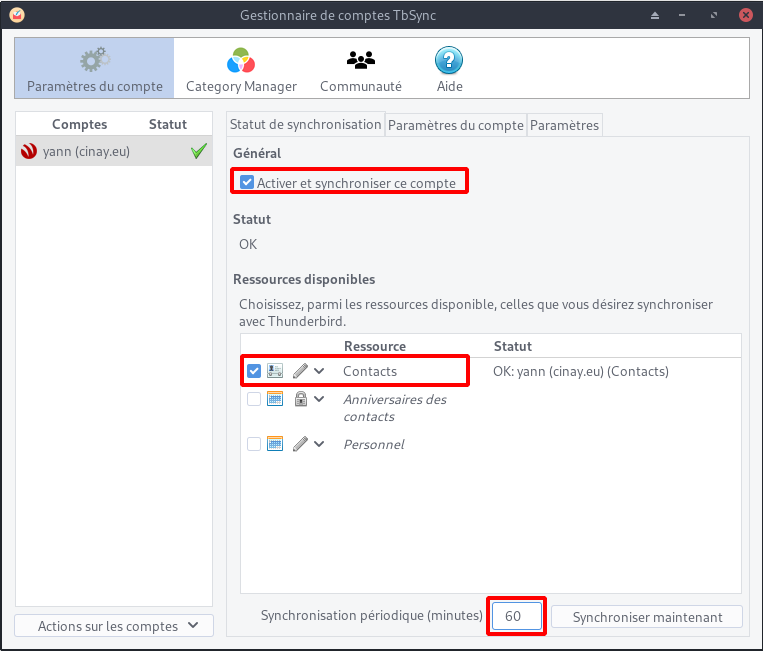 Gestionnaire de comptes TbSync
Paramètres du compte
Category Manager
Communauté
Aide
Comptes Statut
yann (cinay.eu)
Statut de synchronisation Paramètres du compte Paramètres
Général
Activer et synchroniser ce compte
Statut
OK
Ressources disponibles
Choisissez, parmi les ressources disponible, celles que vous désirez synchroniser
avec Thunderbird.
Ressource Statut
Contacts OK: yann (cinay.eu) (Contacts)
Anniversaires des
contacts
Personnel
Synchronisation périodique (minutes) 60 Synchroniser maintenant
Actions sur les comptes